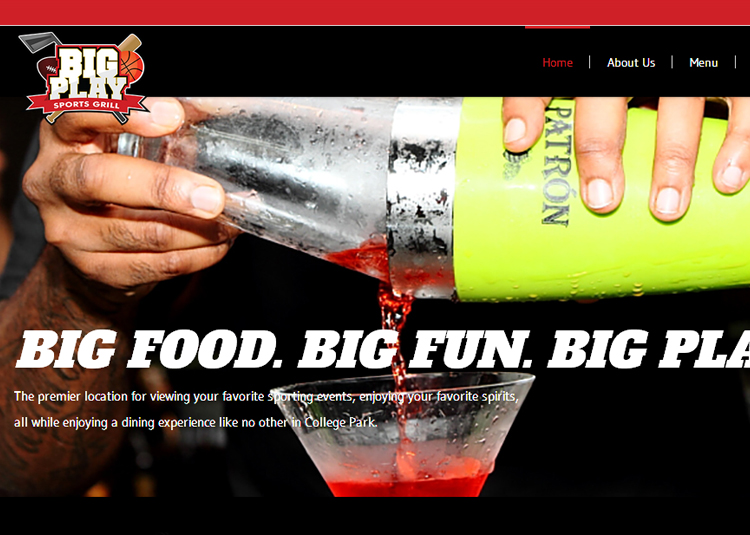 BIG
PLAY
SPORTS GRILL
Home
About Us
Menu
PATRÓN
BIG FOOD. BIG FUN. BIG PLA
The premier location for viewing your favorite sporting events, enjoying your favorite spirits,
all while enjoying a dining experience like no other in College Park.